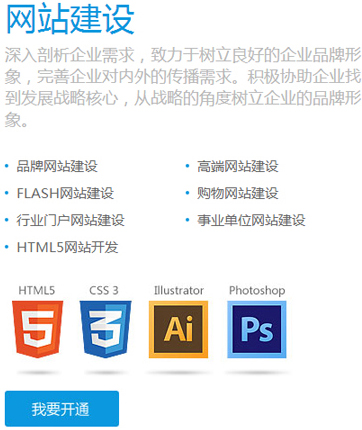 网站建设
深入剖析企业需求，致力于树立良好的企业品牌形
象，完善企业对内外的传播需求。积极协助企业找
到发展战略核心，从战略的角度树立企业的品牌形
象。
品牌网站建设
高端网站建设
FLASH网站建设
购物网站建设
行业门户网站建设
事业单位网站建设
HTML5网站开发
HTML5
CSS 3
Illustrator
Photoshop
5
3
Ai
Ps
我要开通